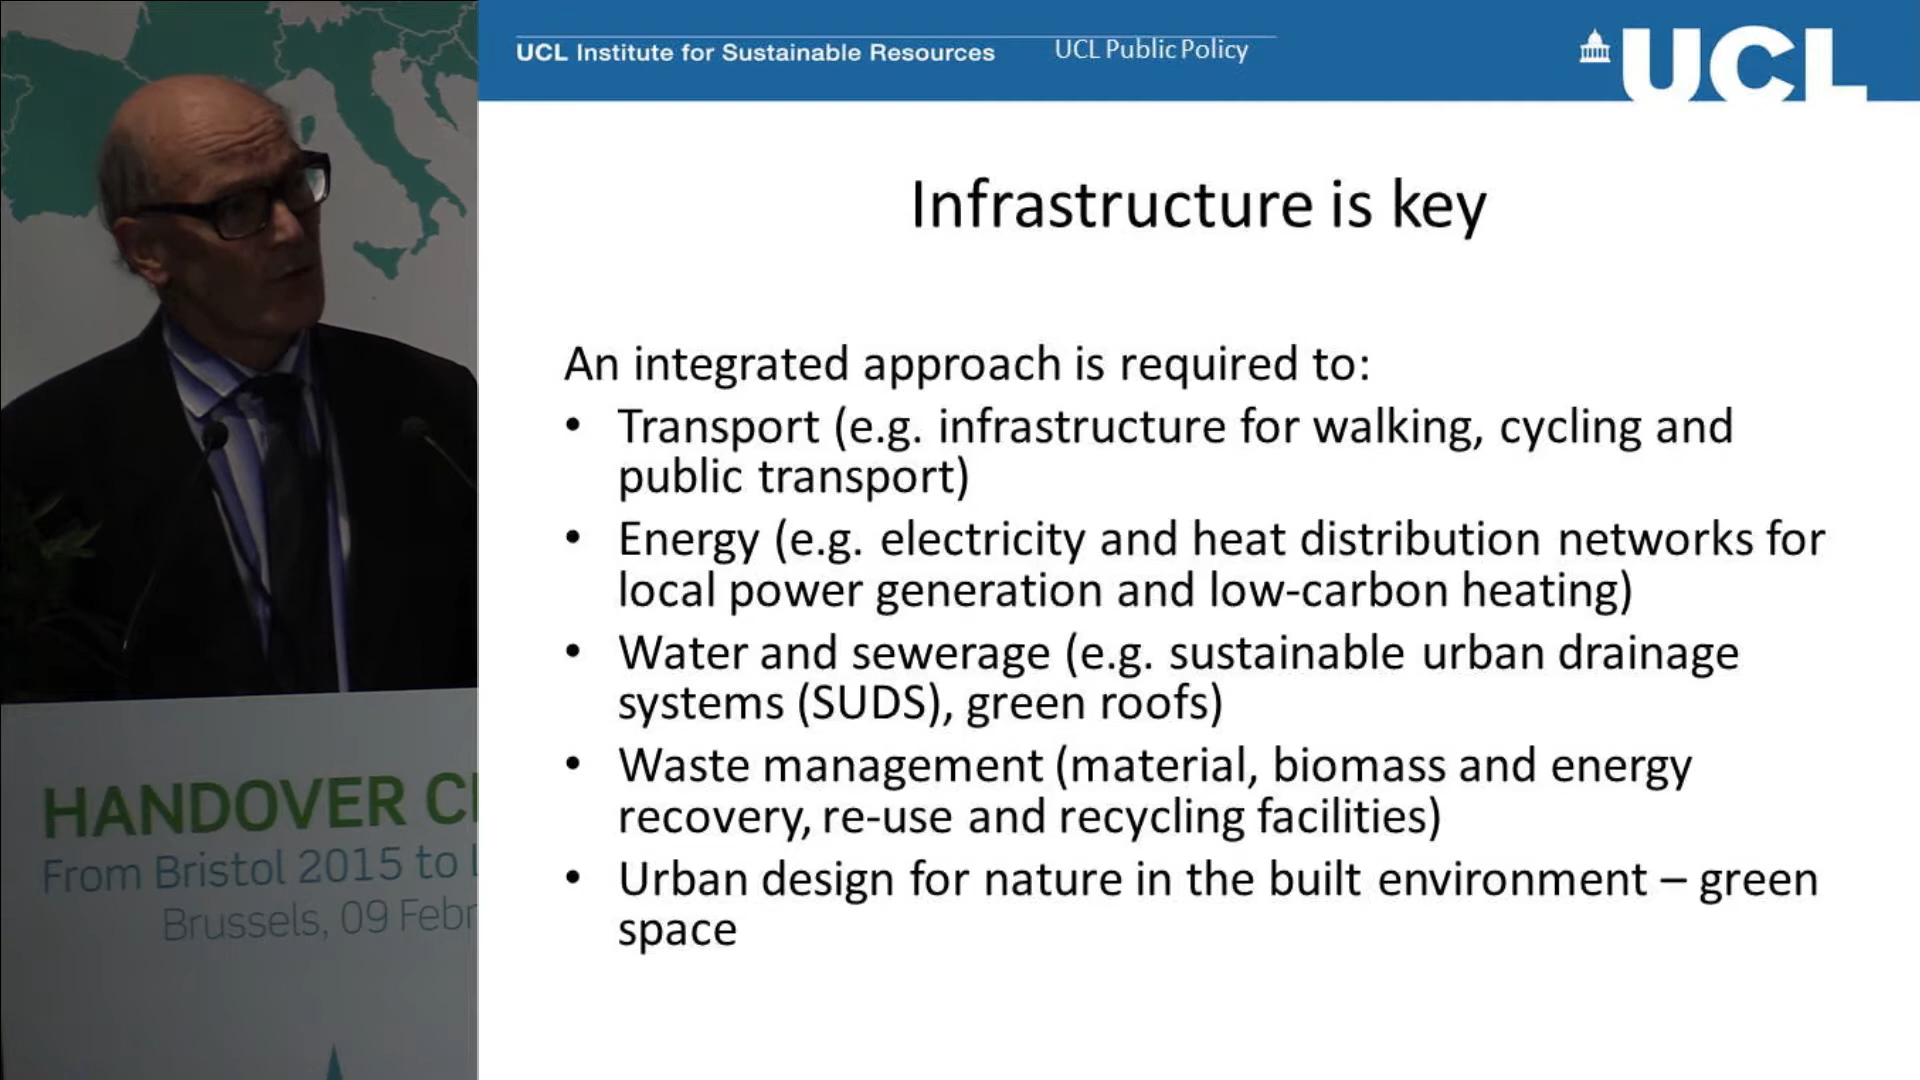 UCL Institute for Sustainable Resources
UCL Public Policy
UCL
Infrastructure is key
An integrated approach is required to:
• Transport (e.g. infrastructure for walking, cycling and
public transport)
• Energy (e.g. electricity and heat distribution networks for
local power generation and low-carbon heating)
• Water and sewerage (e.g. sustainable urban drainage
systems (SUDS), green roofs)
• Waste management (material, biomass and energy
recovery, re-use and recycling facilities)
• Urban design for nature in the built environment – green
space
HANDOVER
From Bristol 2015 to
Brussels, 09